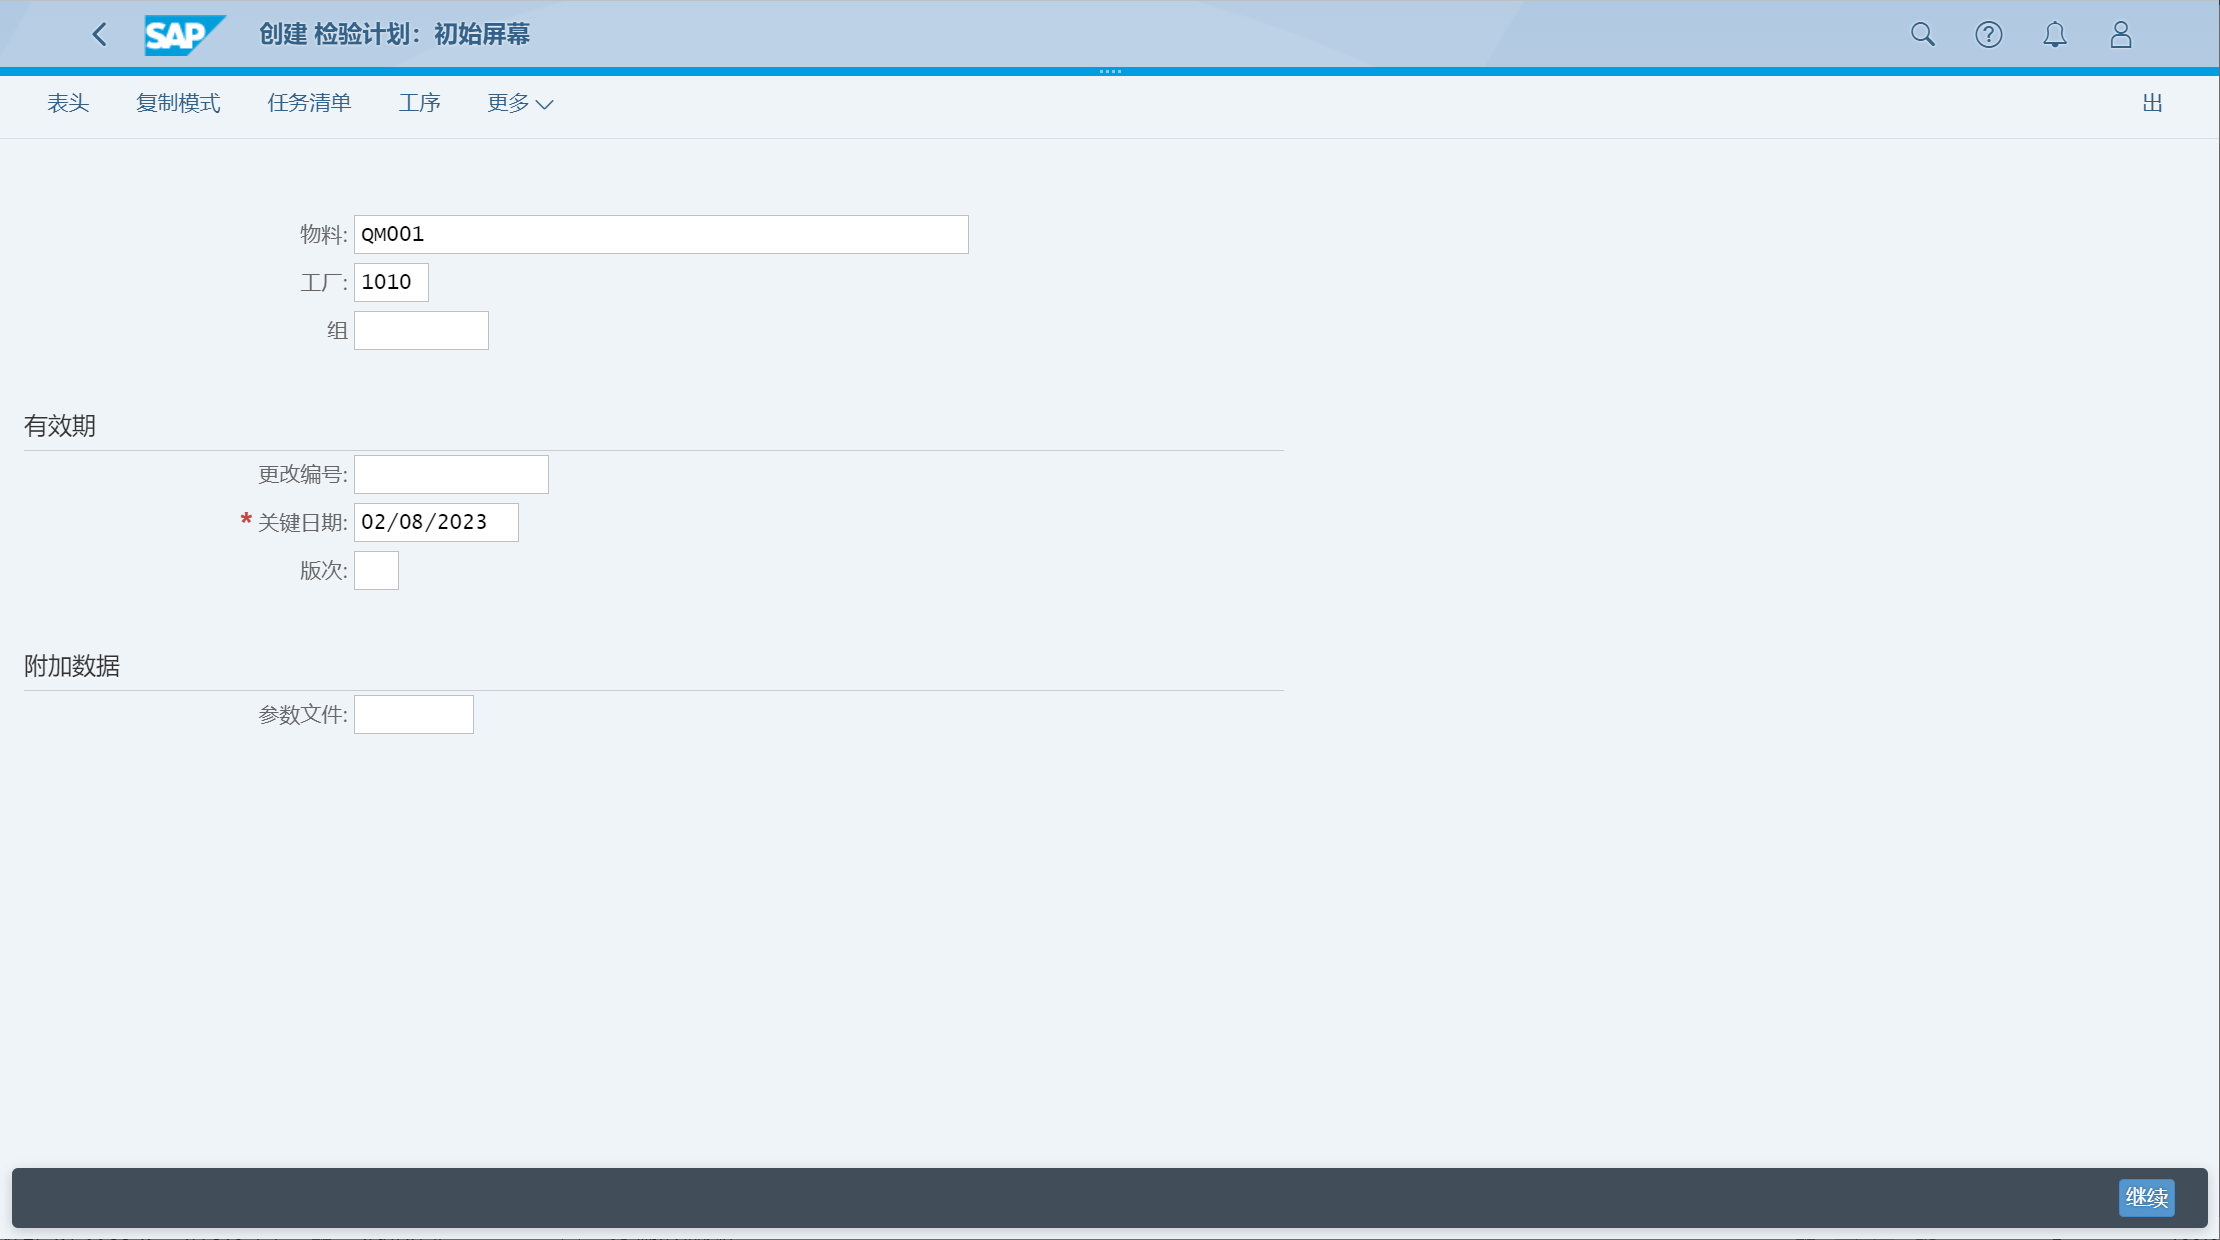 SAP 创建 检验计划：初始屏幕
表头 复制模式 任务清单 工序 更多 出
物料: QM001
工厂: 1010
组
有效期
更改编号:
* 关键日期: 02/08/2023
版次:
附加数据
参数文件:
继续